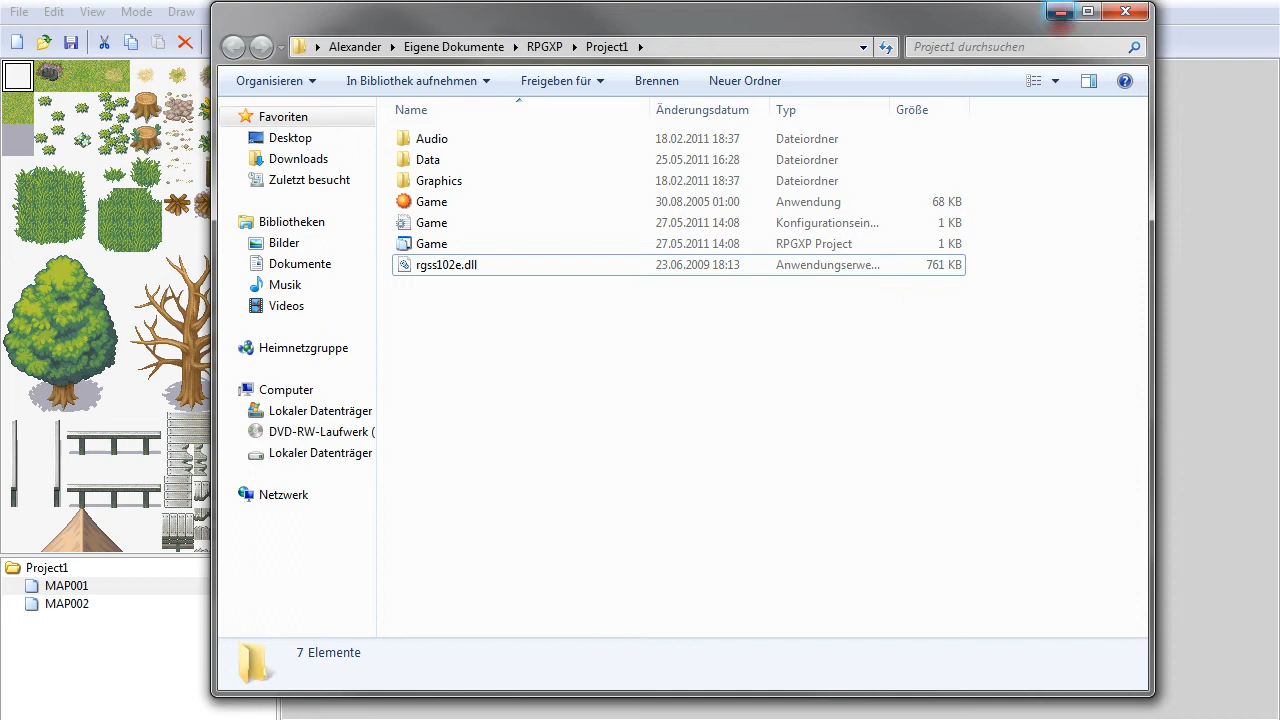 File Edit View Mode Draw
Alexander Eigene Dokumente RPGXP Project1
Project1 durchsuchen
Organisieren In Bibliothek aufnehmen Freigeben für Brennen Neuer Ordner
Name Änderungsdatum Typ Größe
Favoriten
Desktop
Downloads
Zuletzt besucht
Bibliotheken
Bilder
Dokumente
Musik
Videos
Heimnetzgruppe
Computer
Lokaler Datenträger
DVD-RW-Laufwerk (
Lokaler Datenträger
Netzwerk
Audio 18.02.2011 18:37 Dateiordner
Data 25.05.2011 16:28 Dateiordner
Graphics 18.02.2011 18:37 Dateiordner
Game 30.08.2005 01:00 Anwendung 68 KB
Game 27.05.2011 14:08 Konfigurationsein... 1 KB
Game 27.05.2011 14:08 RPGXP Project 1 KB
rgss102e.dll 23.06.2009 18:13 Anwendungserwe... 761 KB
7 Elemente
Project1
MAP001
MAP002